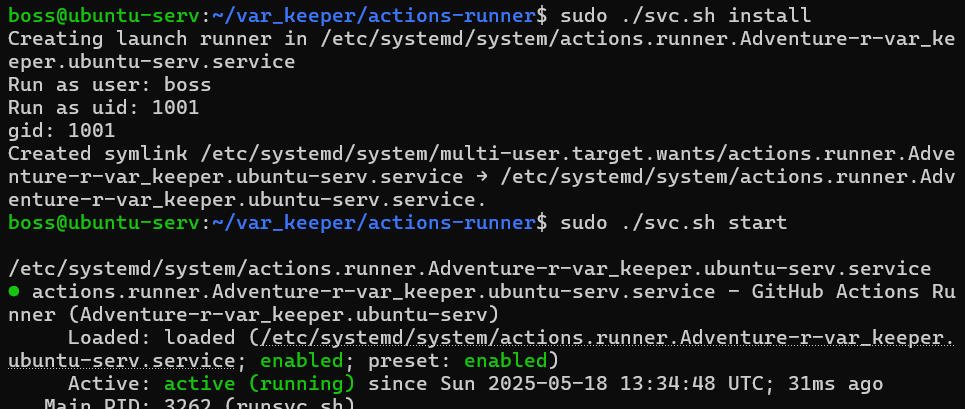 boss@ubuntu-serv:~/var_keeper/actions-runner$ sudo ./svc.sh install
Creating launch runner in /etc/systemd/system/actions.runner.Adventure-r-var_ke
eper.ubuntu-serv.service
Run as user: boss
Run as uid: 1001
gid: 1001
Created symlink /etc/systemd/system/multi-user.target.wants/actions.runner.Adve
nture-r-var_keeper.ubuntu-serv.service → /etc/systemd/system/actions.runner.Adv
enture-r-var_keeper.ubuntu-serv.service.
boss@ubuntu-serv:~/var_keeper/actions-runner$ sudo ./svc.sh start
/etc/systemd/system/actions.runner.Adventure-r-var_keeper.ubuntu-serv.service
● actions.runner.Adventure-r-var_keeper.ubuntu-serv.service - GitHub Actions Ru
nner (Adventure-r-var_keeper.ubuntu-serv)
Loaded: loaded (/etc/systemd/system/actions.runner.Adventure-r-var_keeper.
ubuntu-serv.service; enabled; preset: enabled)
Active: active (running) since Sun 2025-05-18 13:34:48 UTC; 31ms ago
Main PID: 3262 (runsvc.sh)